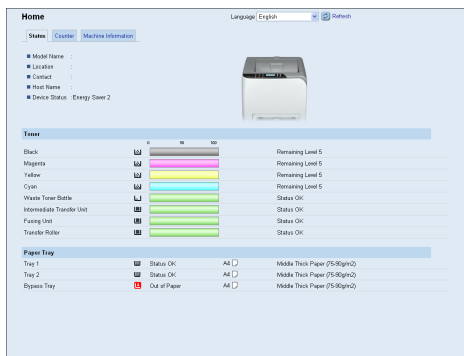 Home Language English Refresh
Status Counter Machine Information
Model Name :
Location :
Contact :
Host Name :
Device Status :Energy Saver 2
Toner
0 50 100
Black Remaining Level 5
Magenta Remaining Level 5
Yellow Remaining Level 5
Cyan Remaining Level 5
Waste Toner Bottle Status OK
Intermediate Transfer Unit Status OK
Fusing Unit Status OK
Transfer Roller Status OK
Paper Tray
Tray 1 Status OK A4 Middle Thick Paper (75-90g/m2)
Tray 2 Status OK A4 Middle Thick Paper (75-90g/m2)
Bypass Tray Out of Paper A4 Middle Thick Paper (75-90g/m2)